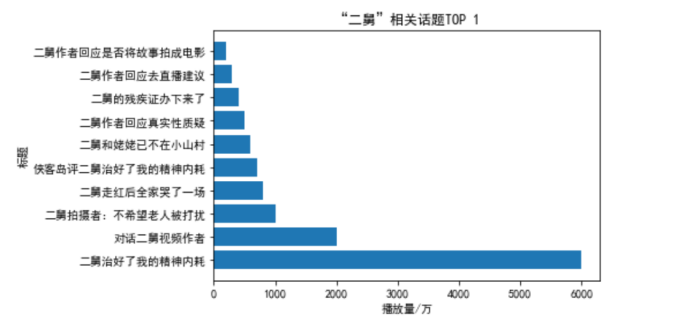 “二舅”相关话题TOP 1
二舅作者回应是否将故事拍成电影
二舅作者回应去直播建议
二舅的残疾证办下来了
二舅作者回应真实性质疑
二舅和姥姥已不在小山村
侠客岛评二舅治好了我的精神内耗
二舅走红后全家哭了一场
二舅拍摄者：不希望老人被打扰
对话二舅视频作者
二舅治好了我的精神内耗
标题
0 1000 2000 3000 4000 5000 6000
播放量/万